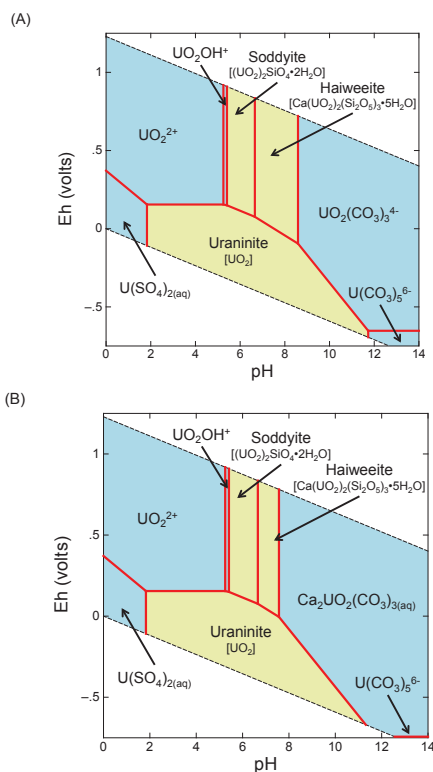 (A)
UO₂OH⁺
Soddyite
[(UO₂)₂SiO₄•2H₂O]
Haiweeite
[Ca(UO₂)₂(Si₂O₅)₃•5H₂O]
1
.5
0
–.5
Eh (volts)
UO₂²⁺
UO₂(CO₃)₃⁴⁻
Uraninite
[UO₂]
U(SO₄)₂(aq)
U(CO₃)₅⁶⁻
0 2 4 6 8 10 12 14
pH
(B)
UO₂OH⁺
Soddyite
[(UO₂)₂SiO₄•2H₂O]
Haiweeite
[Ca(UO₂)₂(Si₂O₅)₃•5H₂O]
1
.5
0
–.5
Eh (volts)
UO₂²⁺
Ca₂UO₂(CO₃)₃(aq)
Uraninite
[UO₂]
U(SO₄)₂(aq)
U(CO₃)₅⁶⁻
0 2 4 6 8 10 12 14
pH